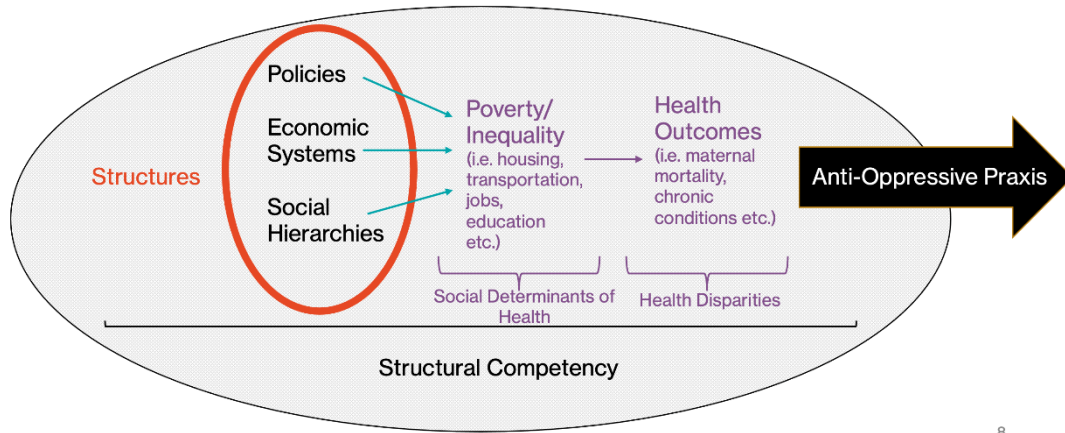 Structures
Policies
Economic
Systems
Social
Hierarchies
Poverty/
Inequality
(i.e. housing,
transportation,
jobs,
education
etc.)
Social Determinants of
Health
Health
Outcomes
(i.e. maternal
mortality,
chronic
conditions etc.)
Health Disparities
Anti-Oppressive Praxis
Structural Competency
8